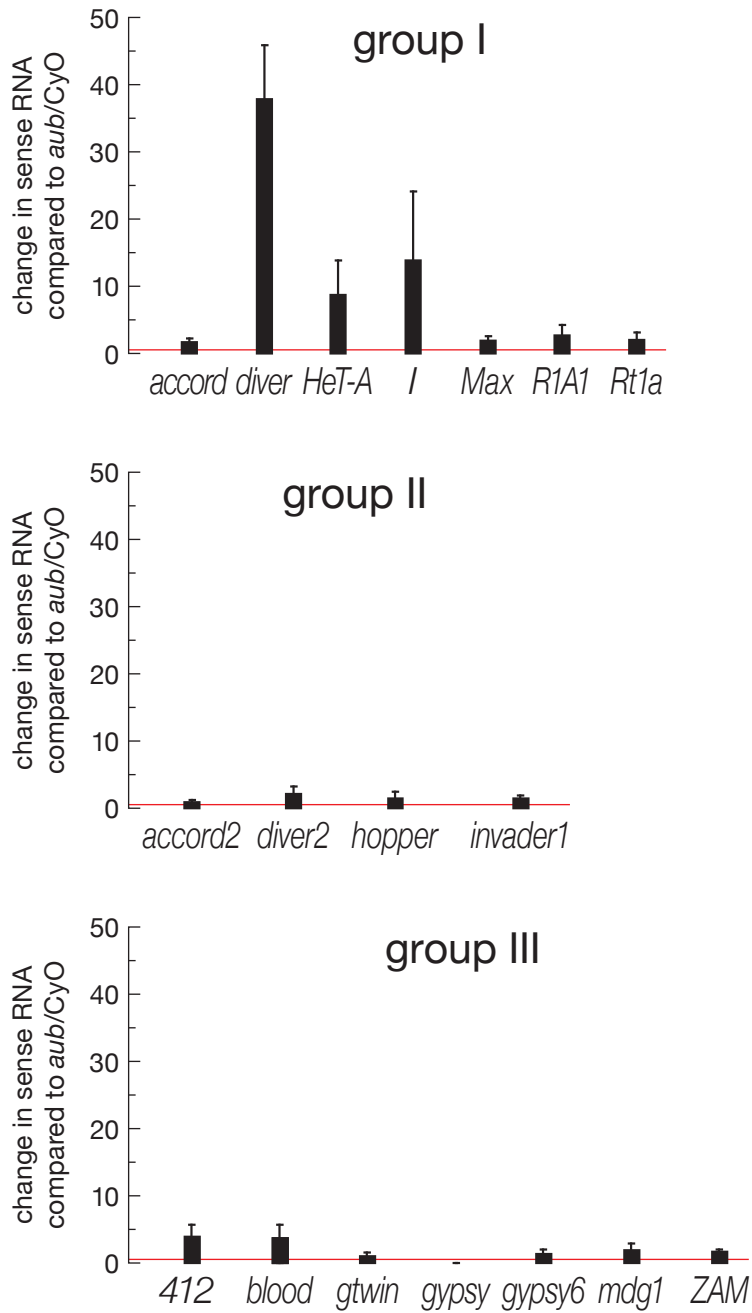 group I
change in sense RNA
compared to aub/CyO
50
40
30
20
10
0
accord diver HeT-A I Max R1A1 Rt1a
group II
change in sense RNA
compared to aub/CyO
50
40
30
20
10
0
accord2 diver2 hopper invader1
group III
change in sense RNA
compared to aub/CyO
50
40
30
20
10
0
412 blood gtwin gypsy gypsy6 mdg1 ZAM